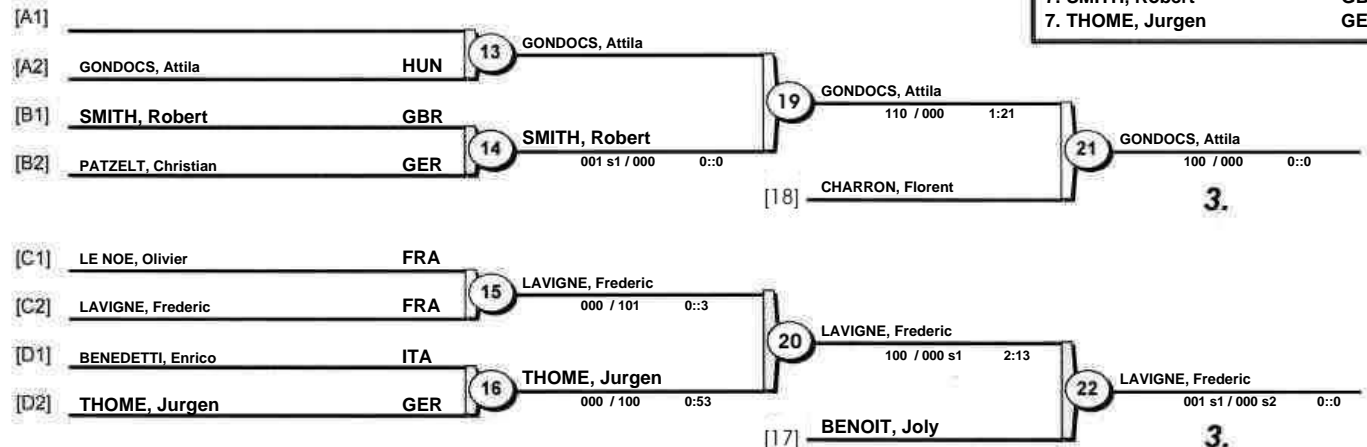 7. SMITH, Robert GB
7. THOME, Jurgen GE
[A1]
[A2] GONDOCS, Attila HUN
13 GONDOCS, Attila
[B1] SMITH, Robert GBR
[B2] PATZELT, Christian GER
14 SMITH, Robert
001 s1 / 000 0::0
19 GONDOCS, Attila
110 / 000 1:21
[18] CHARRON, Florent
21 GONDOCS, Attila
100 / 000 0::0
3.
[C1] LE NOE, Olivier FRA
[C2] LAVIGNE, Frederic FRA
15 LAVIGNE, Frederic
000 / 101 0::3
[D1] BENEDETTI, Enrico ITA
[D2] THOME, Jurgen GER
16 THOME, Jurgen
000 / 100 0:53
20 LAVIGNE, Frederic
100 / 000 s1 2:13
[17] BENOIT, Joly
22 LAVIGNE, Frederic
001 s1 / 000 s2 0::0
3.